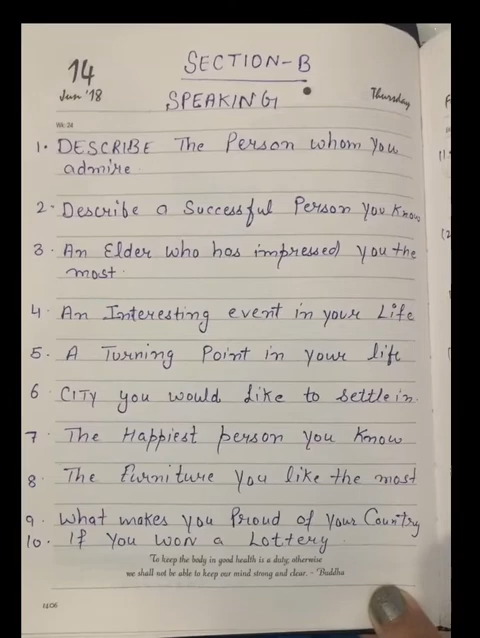 14
Jun '18
SECTION-B
SPEAKING
Thursday
Wk: 24
1. DESCRIBE The Person whom You
admire.
2. Describe a Successful Person You Know
3. An Elder who has impressed you the
most.
4. An Interesting event in your Life
5. A Turning Point in your life
6 CITY you would like to settle in.
7 The Happiest person you know
8. The Furniture You like the most
9. What makes you Proud of Your Country
10. If You won a Lottery.
To keep the body in good health is a duty; otherwise
we shall not be able to keep our mind strong and clear. - Buddha